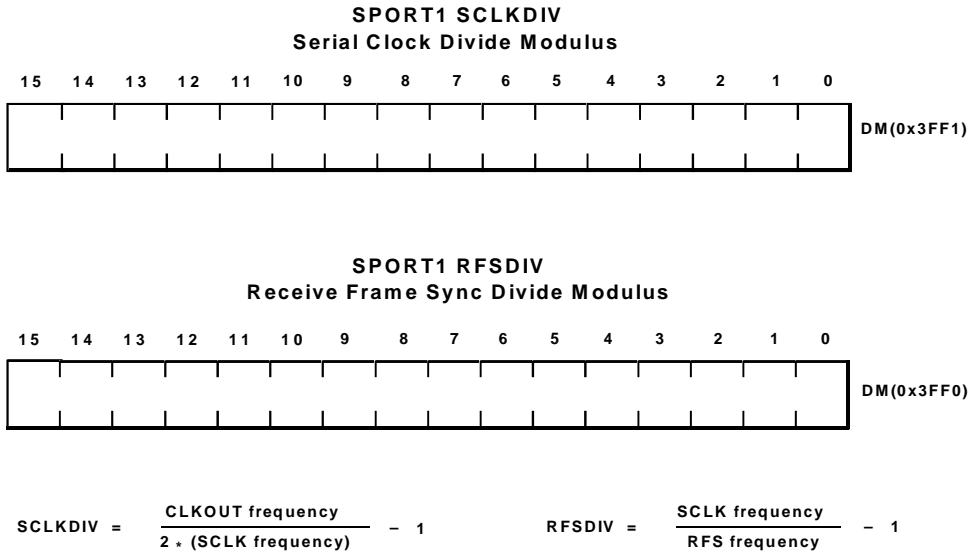 SPORT1 SCLKDIV
Serial Clock Divide Modulus
15 14 13 12 11 10 9 8 7 6 5 4 3 2 1 0
DM(0x3FF1)
SPORT1 RFSDIV
Receive Frame Sync Divide Modulus
15 14 13 12 11 10 9 8 7 6 5 4 3 2 1 0
DM(0x3FF0)
SCLKDIV = CLKOUT frequency / 2 * (SCLK frequency) – 1
RFSDIV = SCLK frequency / RFS frequency – 1